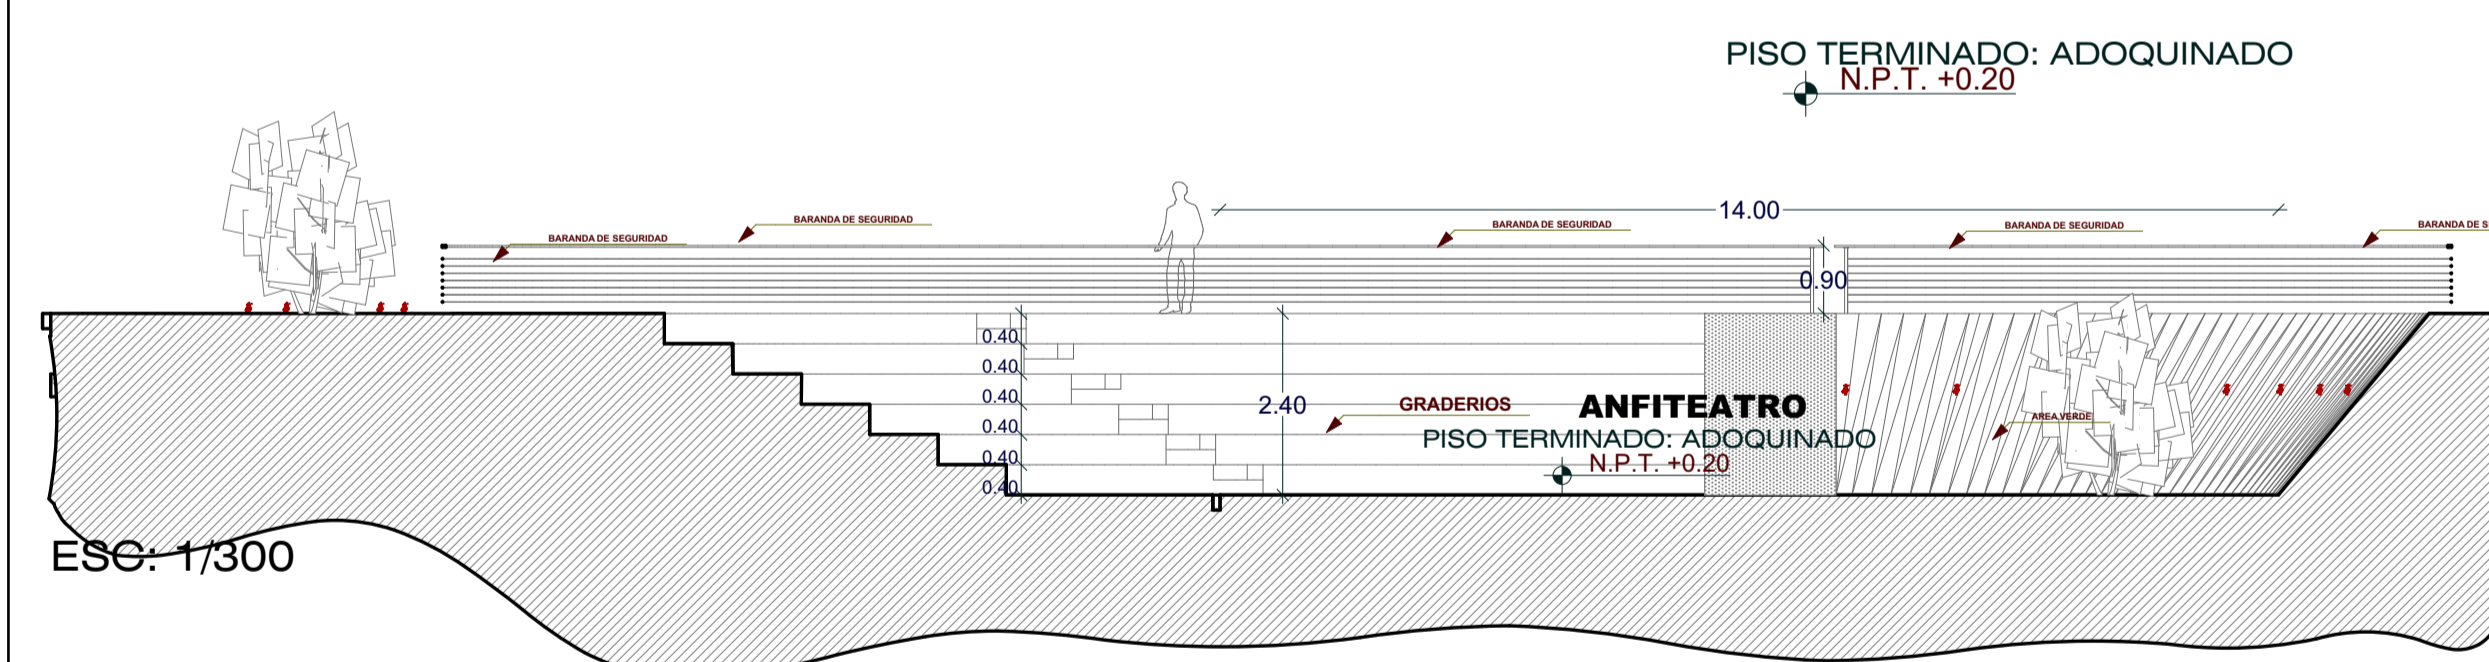 PISO TERMINADO: ADOQUINADO
N.P.T. +0.20
14.00
BARANDA DE SEGURIDAD
BARANDA DE SEGURIDAD
BARANDA DE SEGURIDAD
BARANDA DE SEGURIDAD
BARANDA DE S
0.90
0.40
0.40
0.40
0.40
0.40
0.40
2.40
GRADERIOS
ANFITEATRO
PISO TERMINADO: ADOQUINADO
N.P.T. +0.20
AREA VERDE
ESC: 1/300